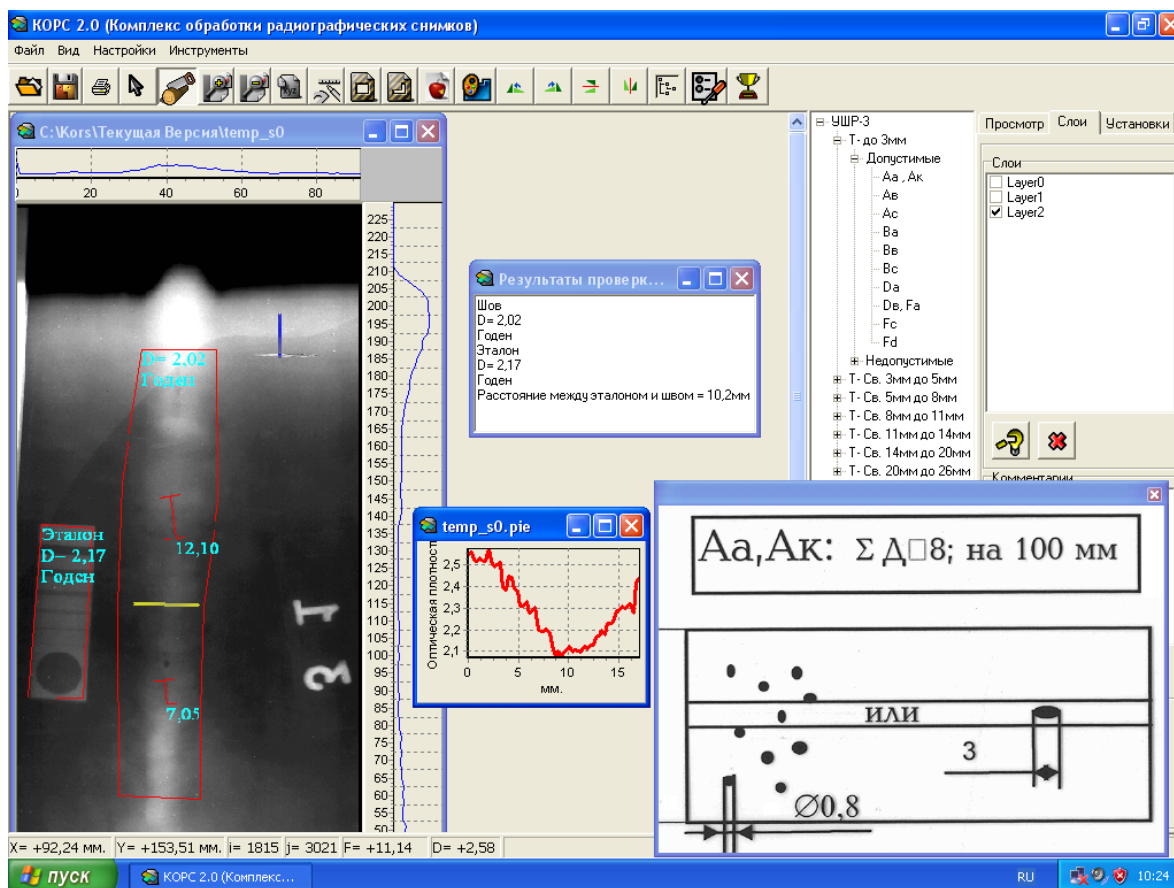 КОРС 2.0 (Комплекс обработки радиографических снимков)
Файл Вид Настройки Инструменты
xyz
C:\Kors\Текущая Версия\temp_s0
20 40 60 80
225
220
215
210
205
200
195
190
185
180
175
170
165
160
155
150
145
140
135
130
125
120
115
110
105
100
95
90
85
80
75
70
65
60
55
50
D= 2,02
Годен
12,10
Эталон
D= 2,17
Годен
7,05
1
3
Результаты проверк...
Шов
D= 2,02
Годен
Эталон
D= 2,17
Годен
Расстояние между эталоном и швом = 10,2мм
temp_s0.pie
Оптическая плотность
2,5
2,4
2,3
2,2
2,1
0 5 10 15
мм.
УШР-3
Т- до 3мм
Допустимые
Аа , Ак
Ав
Ас
Ва
Вв
Вс
Da
Dв, Fa
Fc
Fd
Недопустимые
Т- Св. 3мм до 5мм
Т- Св. 5мм до 8мм
Т- Св. 8мм до 11мм
Т- Св. 11мм до 14мм
Т- Св. 14мм до 20мм
Т- Св. 20мм до 26мм
Просмотр Слои Установки
Слои
Layer0
Layer1
Layer2
Комментарии
Аа,Ак: Σ Д□8; на 100 мм
или
3
Ø0,8
X= +92,24 мм. Y= +153,51 мм. i= 1815 j= 3021 F= +11,14 D= +2,58
пуск
КОРС 2.0 (Комплекс...
RU
10:24